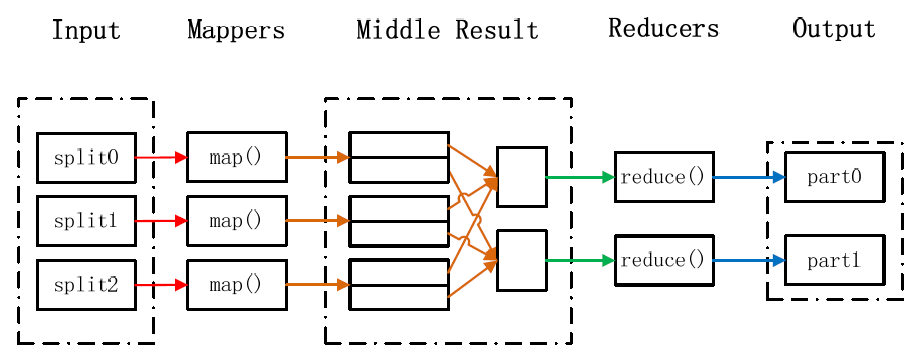 Input Mappers Middle Result Reducers Output
split0 map()
reduce() part0
split1 map()
reduce() part1
split2 map()